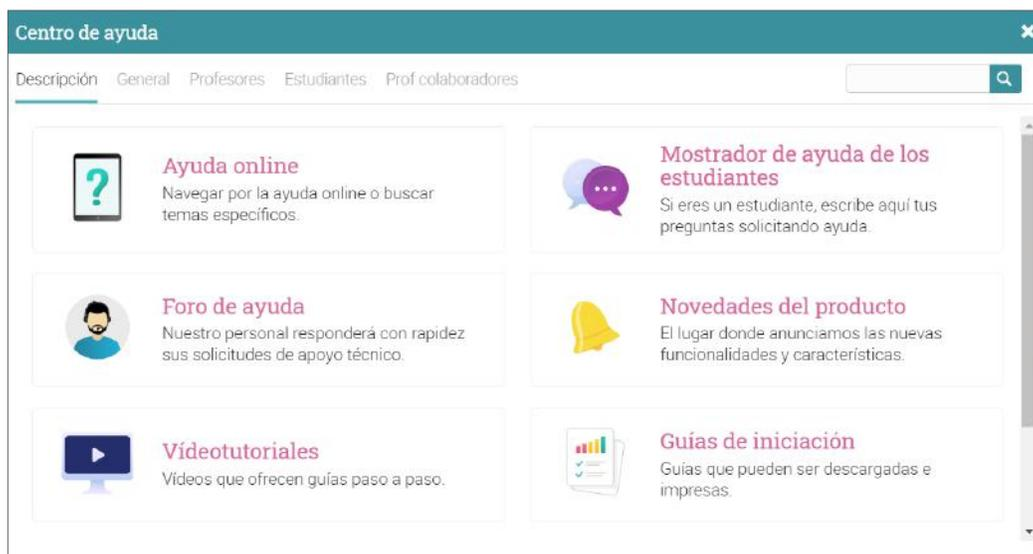 Centro de ayuda
Descripción General Profesores Estudiantes Prof colaboradores
Ayuda online
Navegar por la ayuda online o buscar
temas específicos.
Mostrador de ayuda de los
estudiantes
Si eres un estudiante, escribe aquí tus
preguntas solicitando ayuda.
Foro de ayuda
Nuestro personal responderá con rapidez
sus solicitudes de apoyo técnico.
Novedades del producto
El lugar donde anunciamos las nuevas
funcionalidades y características.
Vídeotutoriales
Vídeos que ofrecen guías paso a paso.
Guías de iniciación
Guías que pueden ser descargadas e
impresas.